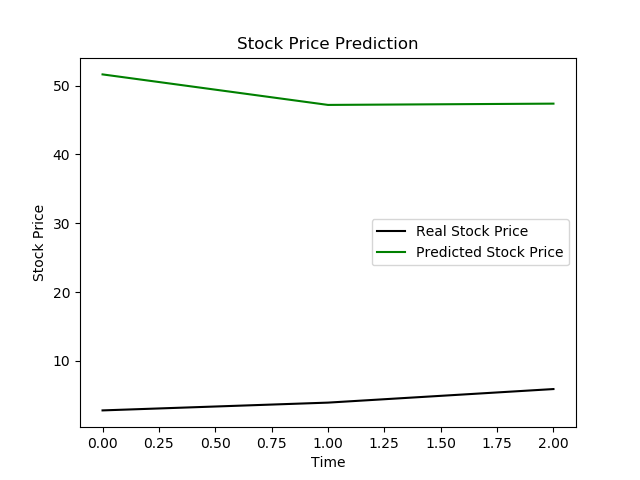 Stock Price Prediction
50
40
30
20
10
Stock Price
Real Stock Price
Predicted Stock Price
0.00 0.25 0.50 0.75 1.00 1.25 1.50 1.75 2.00
Time